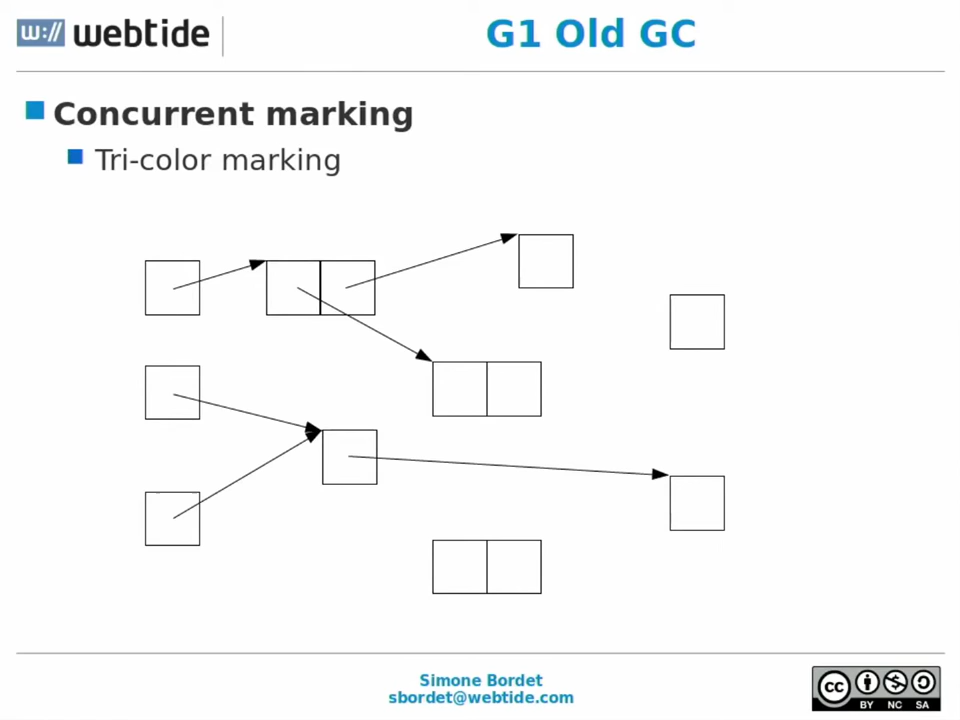 w:// webtide
G1 Old GC
Concurrent marking
Tri-color marking
Simone Bordet
sbordet@webtide.com
cc
BY NC SA